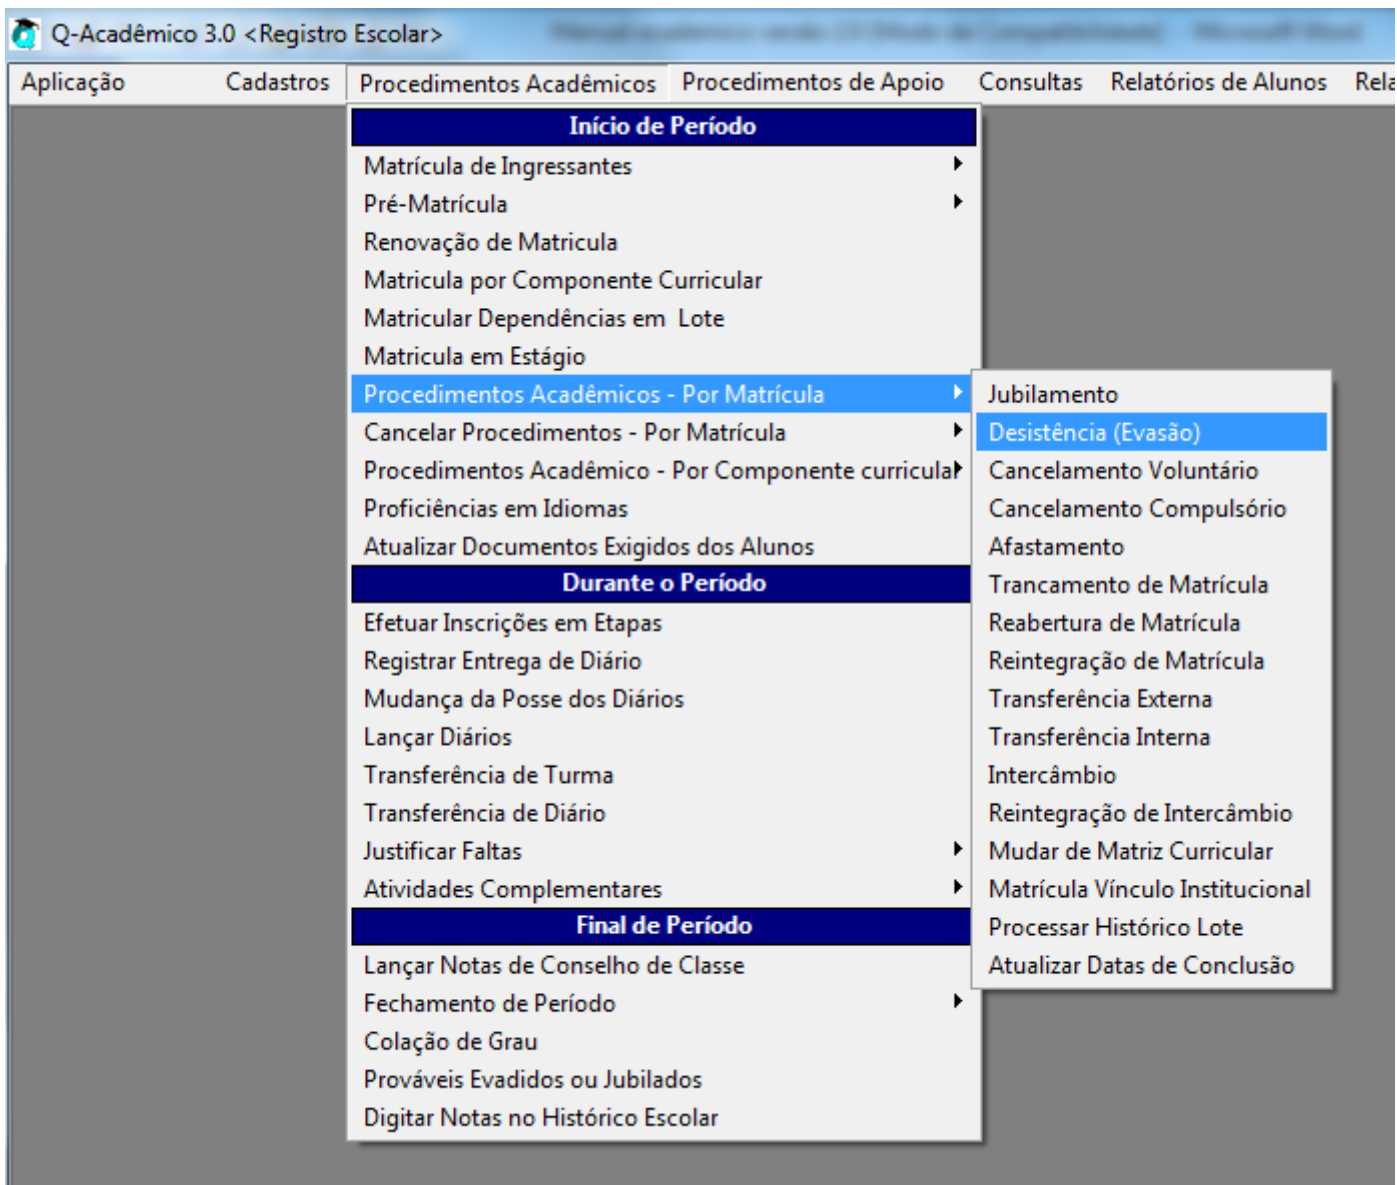 Q-Acadêmico 3.0 <Registro Escolar>
Aplicação Cadastros Procedimentos Acadêmicos Procedimentos de Apoio Consultas Relatórios de Alunos Rela
Início de Período
Matrícula de Ingressantes
Pré-Matrícula
Renovação de Matricula
Matricula por Componente Curricular
Matricular Dependências em Lote
Matricula em Estágio
Procedimentos Acadêmicos - Por Matrícula
Cancelar Procedimentos - Por Matrícula
Procedimentos Acadêmico - Por Componente curricular
Proficiências em Idiomas
Atualizar Documentos Exigidos dos Alunos
Durante o Período
Efetuar Inscrições em Etapas
Registrar Entrega de Diário
Mudança da Posse dos Diários
Lançar Diários
Transferência de Turma
Transferência de Diário
Justificar Faltas
Atividades Complementares
Final de Período
Lançar Notas de Conselho de Classe
Fechamento de Período
Colação de Grau
Prováveis Evadidos ou Jubilados
Digitar Notas no Histórico Escolar
Jubilamento
Desistência (Evasão)
Cancelamento Voluntário
Cancelamento Compulsório
Afastamento
Trancamento de Matrícula
Reabertura de Matrícula
Reintegração de Matrícula
Transferência Externa
Transferência Interna
Intercâmbio
Reintegração de Intercâmbio
Mudar de Matriz Curricular
Matrícula Vínculo Institucional
Processar Histórico Lote
Atualizar Datas de Conclusão